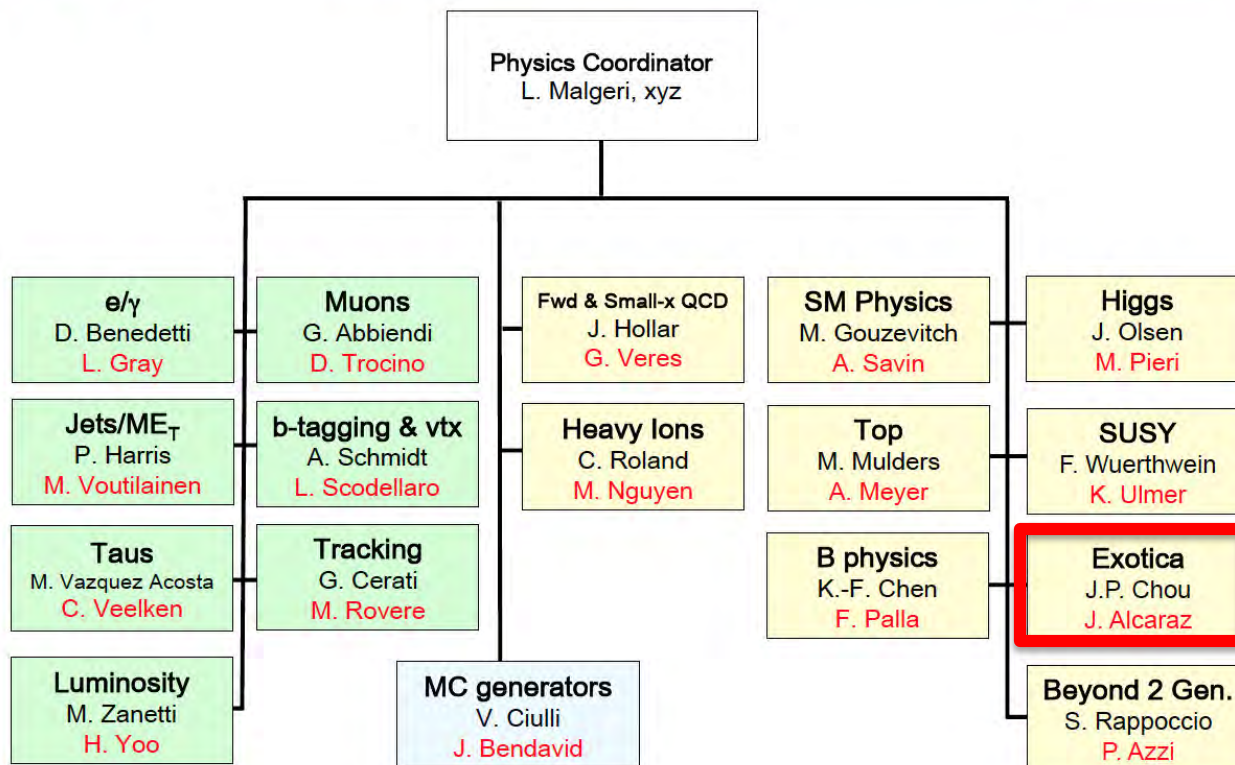 Physics Coordinator
L. Malgeri, xyz
e/γ
D. Benedetti
L. Gray
Muons
G. Abbiendi
D. Trocino
Fwd & Small-x QCD
J. Hollar
G. Veres
SM Physics
M. Gouzevitch
A. Savin
Higgs
J. Olsen
M. Pieri
Jets/ME_T
P. Harris
M. Voutilainen
b-tagging & vtx
A. Schmidt
L. Scodellaro
Heavy Ions
C. Roland
M. Nguyen
Top
M. Mulders
A. Meyer
SUSY
F. Wuerthwein
K. Ulmer
Taus
M. Vazquez Acosta
C. Veelken
Tracking
G. Cerati
M. Rovere
B physics
K.-F. Chen
F. Palla
Exotica
J.P. Chou
J. Alcaraz
Luminosity
M. Zanetti
H. Yoo
MC generators
V. Ciulli
J. Bendavid
Beyond 2 Gen.
S. Rappoccio
P. Azzi